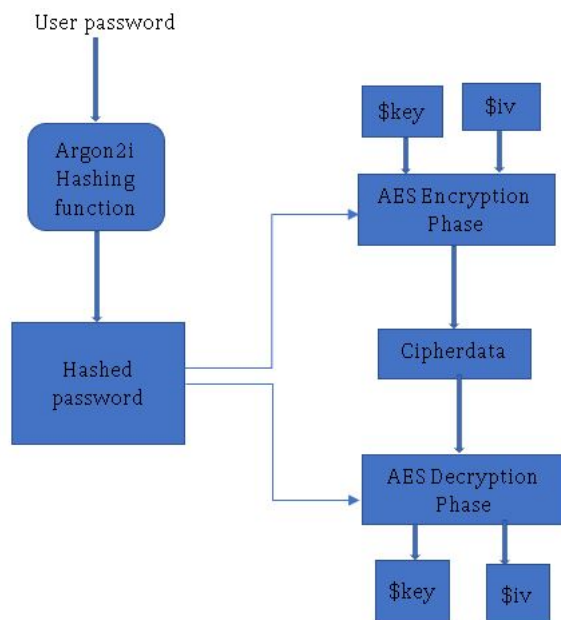 User password
Argon2i
Hashing
function
Hashed
password
$key
$iv
AES Encryption
Phase
Cipherdata
AES Decryption
Phase
$key
$iv